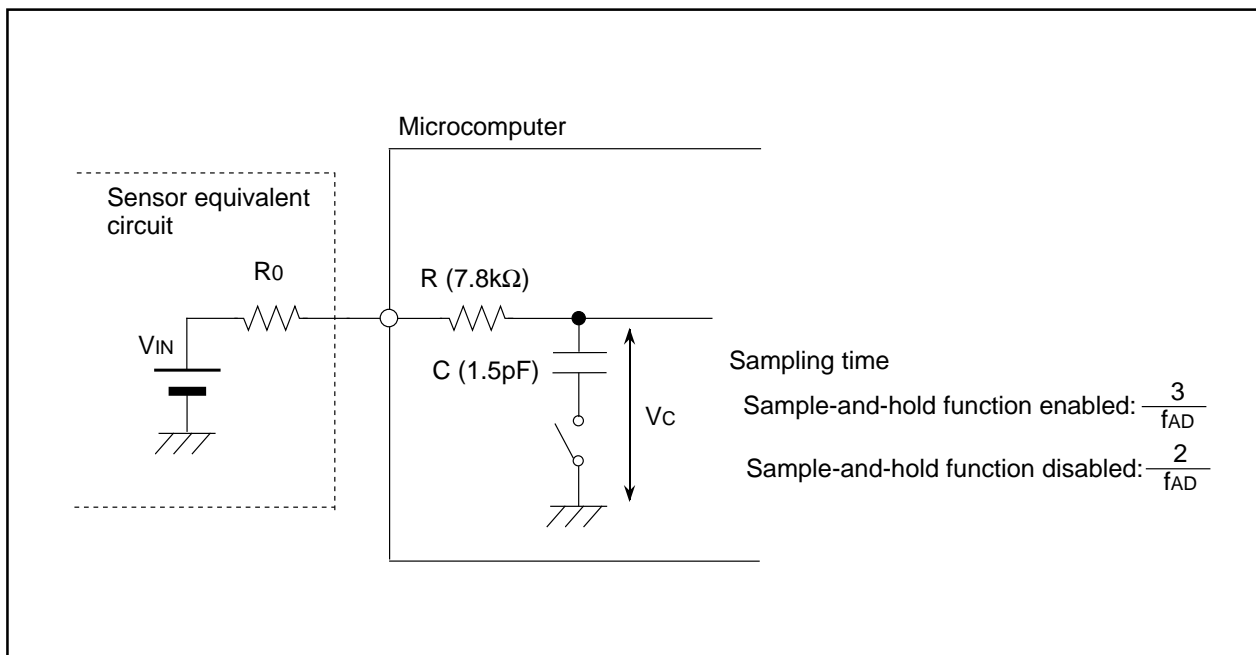 Microcomputer
Sensor equivalent
circuit
R0
R (7.8kΩ)
VIN
C (1.5pF)
VC
Sampling time
Sample-and-hold function enabled: 3/fAD
Sample-and-hold function disabled: 2/fAD